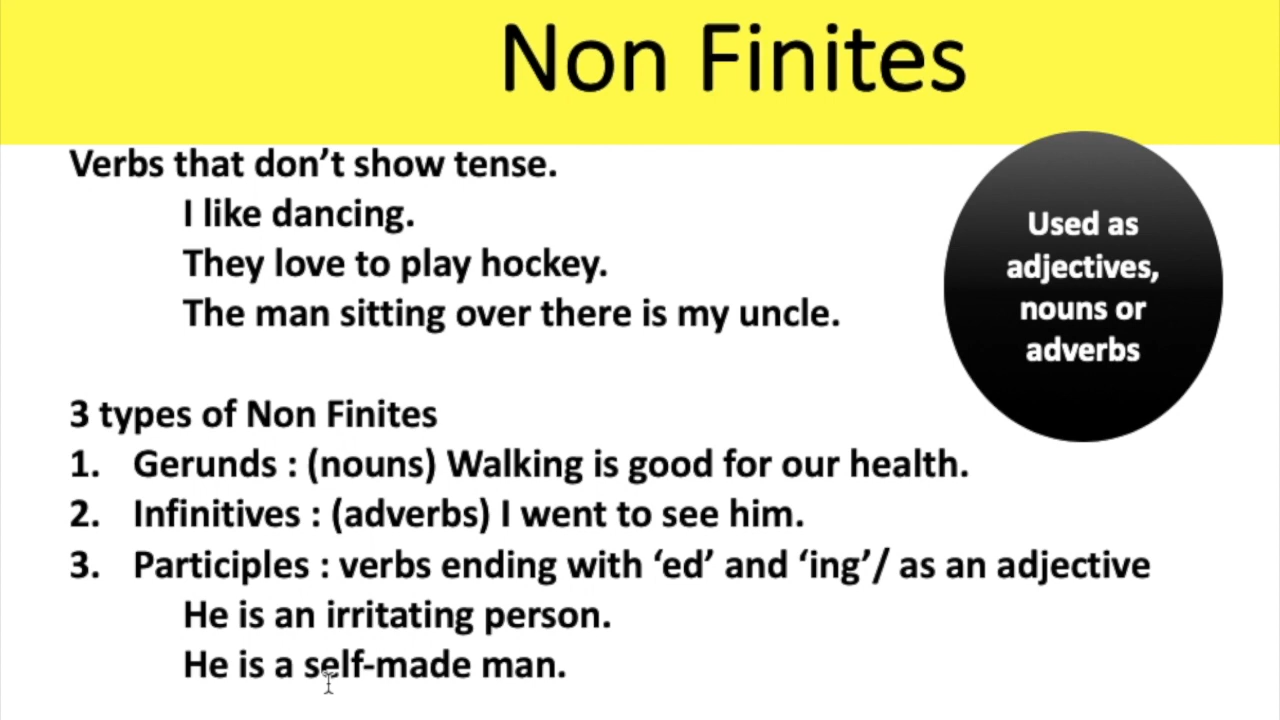 Non Finites
Verbs that don’t show tense.
I like dancing.
They love to play hockey.
The man sitting over there is my uncle.
Used as
adjectives,
nouns or
adverbs
3 types of Non Finites
1. Gerunds : (nouns) Walking is good for our health.
2. Infinitives : (adverbs) I went to see him.
3. Participles : verbs ending with ‘ed’ and ‘ing’/ as an adjective
He is an irritating person.
He is a self-made man.